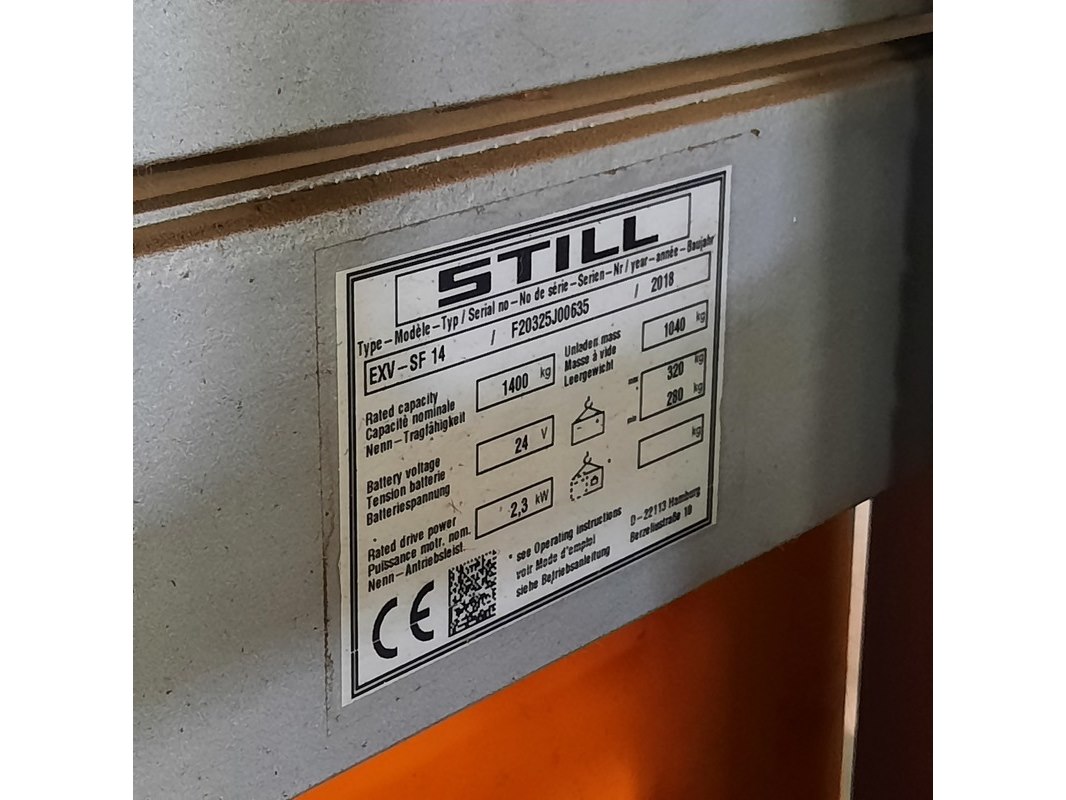 STILL
Type-Modèle-Typ / Serial no-No de série-Serien-Nr / year-année-Baujahr
EXV-SF 14 / F20325J00635 / 2018
Rated capacity
Capacité nominale
Nenn-Tragfähigkeit
1400 kg
Unladen mass
Masse à vide
Leergewicht
1040 kg
Battery voltage
Tension batterie
Batteriespannung
24 V
max 320 kg
min 280 kg
Rated drive power
Puissance motr. nom.
Nenn-Antriebsleist.
2,3 kW
kg
CE
* see Operating instructions
voir Mode d'emploi
siehe Betriebsanleitung
D-22113 Hamburg
Berzeliusstraße 10